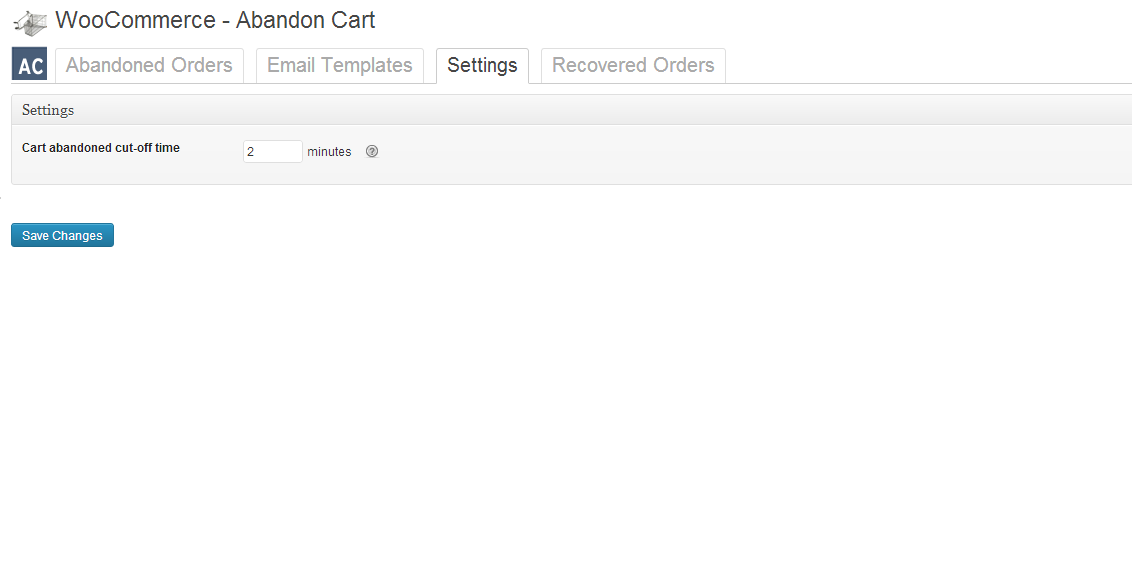 WooCommerce - Abandon Cart
AC Abandoned Orders Email Templates Settings Recovered Orders
Settings
Cart abandoned cut-off time 2 minutes ?
Save Changes